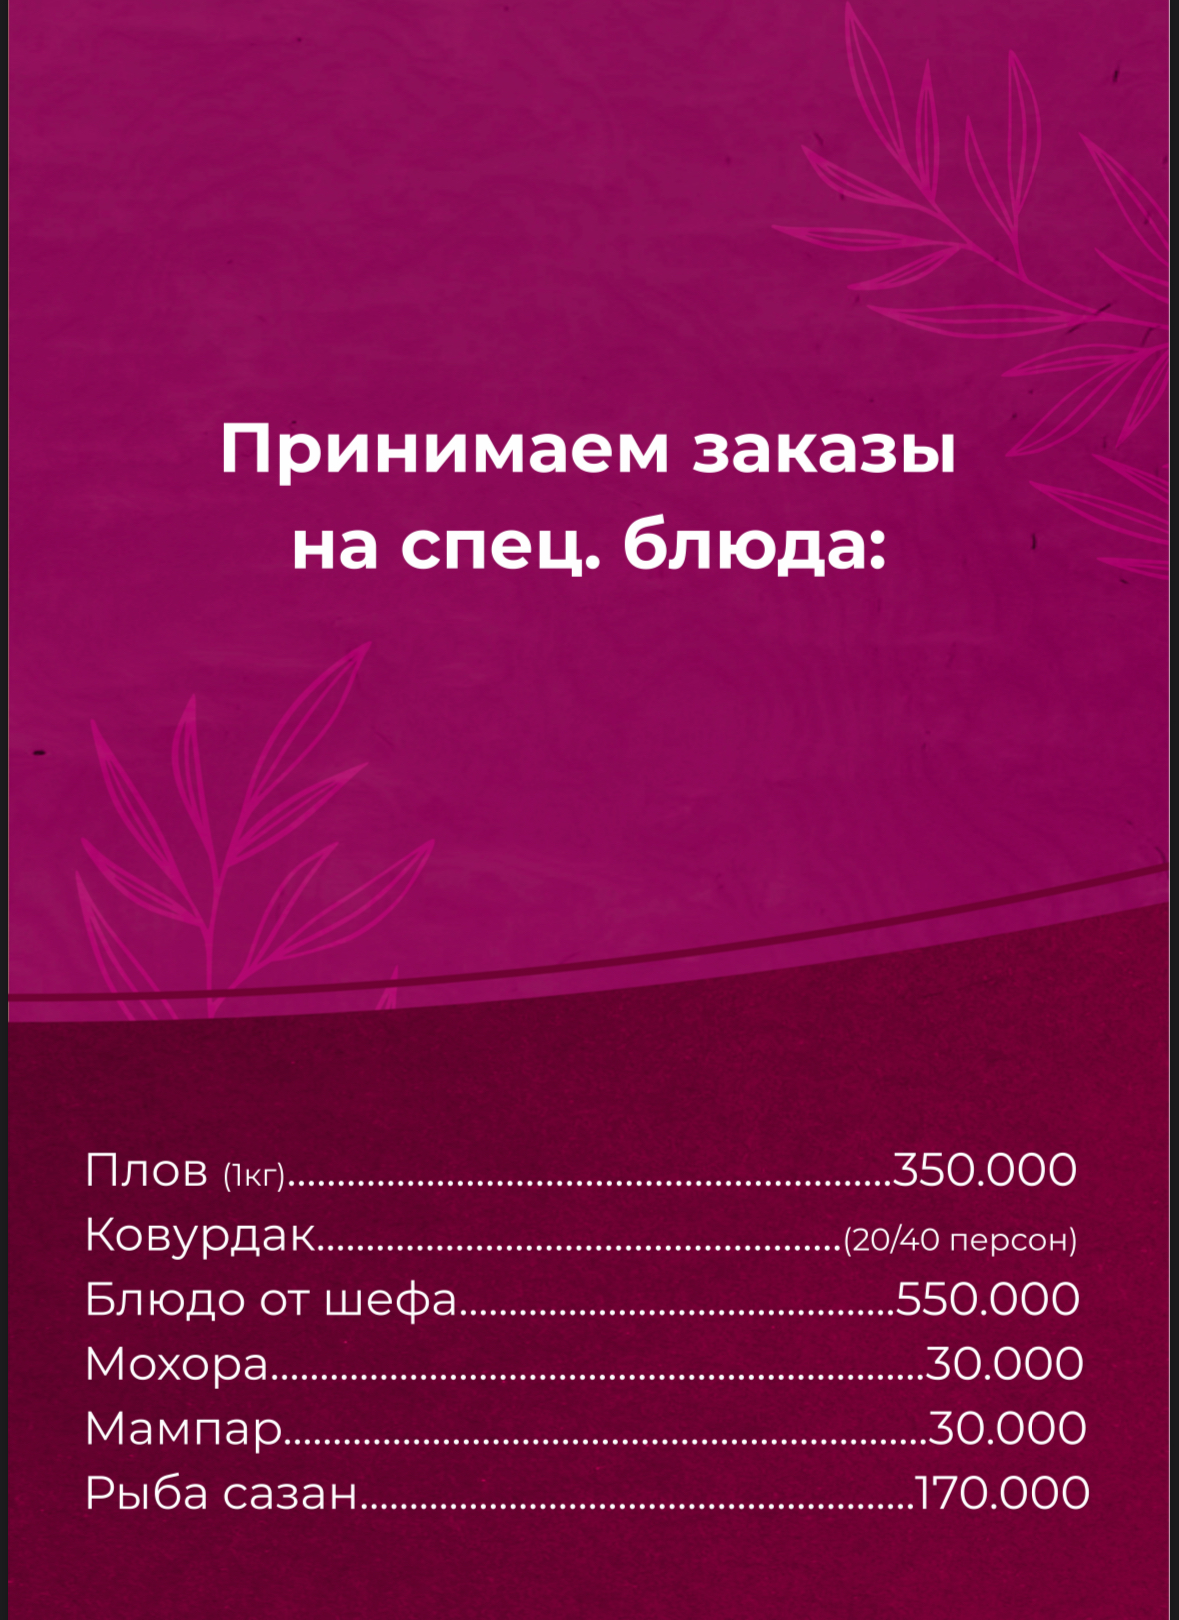 Принимаем заказы
на спец. блюда:
Плов (1кг)............................................................350.000
Ковурдак.....................................................(20/40 персон)
Блюдо от шефа............................................550.000
Мохора.................................................................30.000
Мампар................................................................30.000
Рыба сазан........................................................170.000